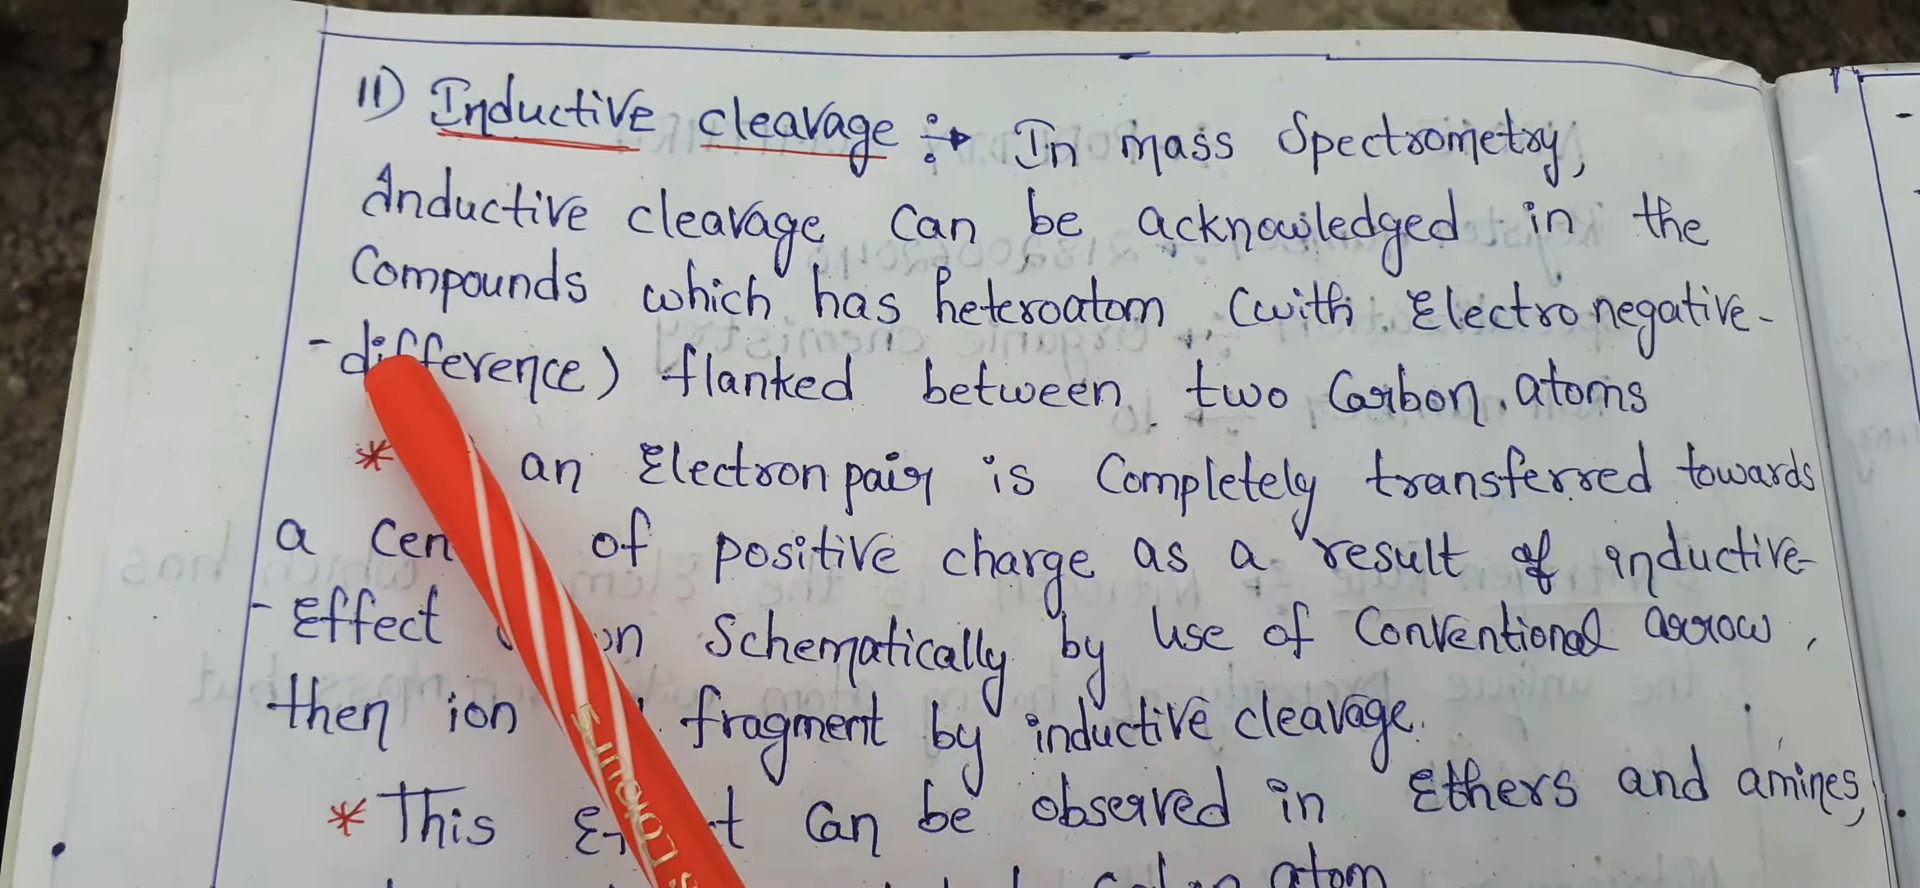 11) Inductive cleavage :→ In mass Spectrometry,
Inductive cleavage can be acknowledged in the
Compounds which has heteroatom (with Electronegative-
-difference) flanked between two Carbon atoms
* an Electron pair is Completely transferred towards
a of positive charge as a result of inductive-
-Effect Schematically by use of Conventional arrow,
then ion fragment by inductive cleavage.
* This can be observed in Ethers and amines,
atom
Colours